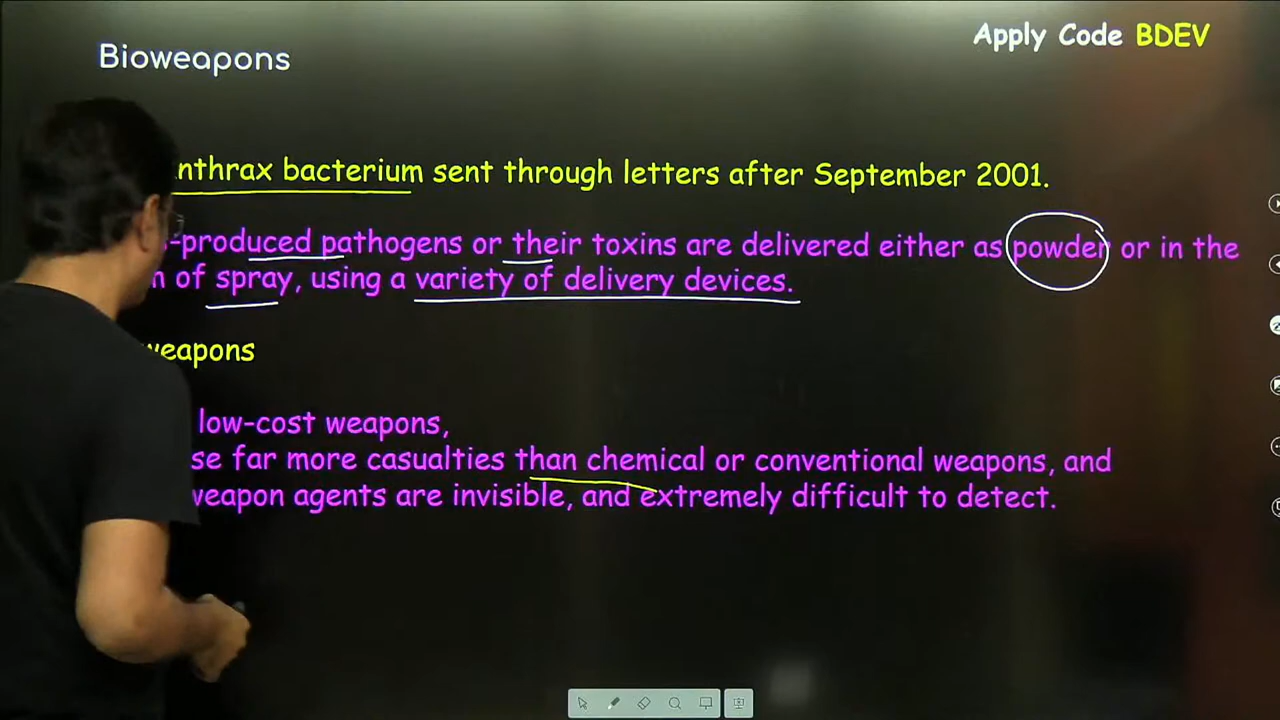 Apply Code BDEV
Bioweapons
nthrax bacterium sent through letters after September 2001.
-produced pathogens or their toxins are delivered either as powder or in the
of spray, using a variety of delivery devices.
weapons
low-cost weapons,
se far more casualties than chemical or conventional weapons, and
weapon agents are invisible, and extremely difficult to detect.